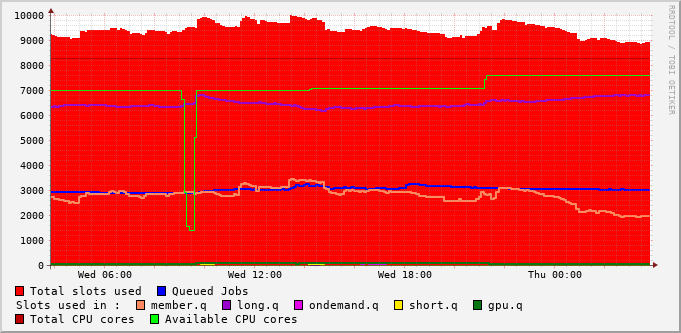 RRDTOOL / TOBI OETIKER
10000
9000
8000
7000
6000
5000
4000
3000
2000
1000
0
Wed 06:00 Wed 12:00 Wed 18:00 Thu 00:00
Total slots used Queued Jobs
Slots used in : member.q long.q ondemand.q short.q gpu.q
Total CPU cores Available CPU cores